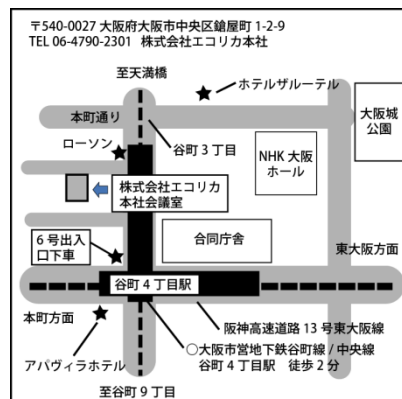 〒540-0027 大阪府大阪市中央区鎗屋町 1-2-9
TEL 06-4790-2301 株式会社エコリカ本社
至天満橋
ホテルザルーテル
本町通り
大阪城
公園
ローソン
谷町 3 丁目
NHK 大阪
ホール
株式会社エコリカ
本社会議室
6 号出入
口下車
合同庁舎
東大阪方面
谷町 4 丁目駅
本町方面
阪神高速道路 13 号東大阪線
○大阪市営地下鉄谷町線 / 中央線
谷町 4 丁目駅 徒歩 2 分
アパヴィラホテル
至谷町 9 丁目